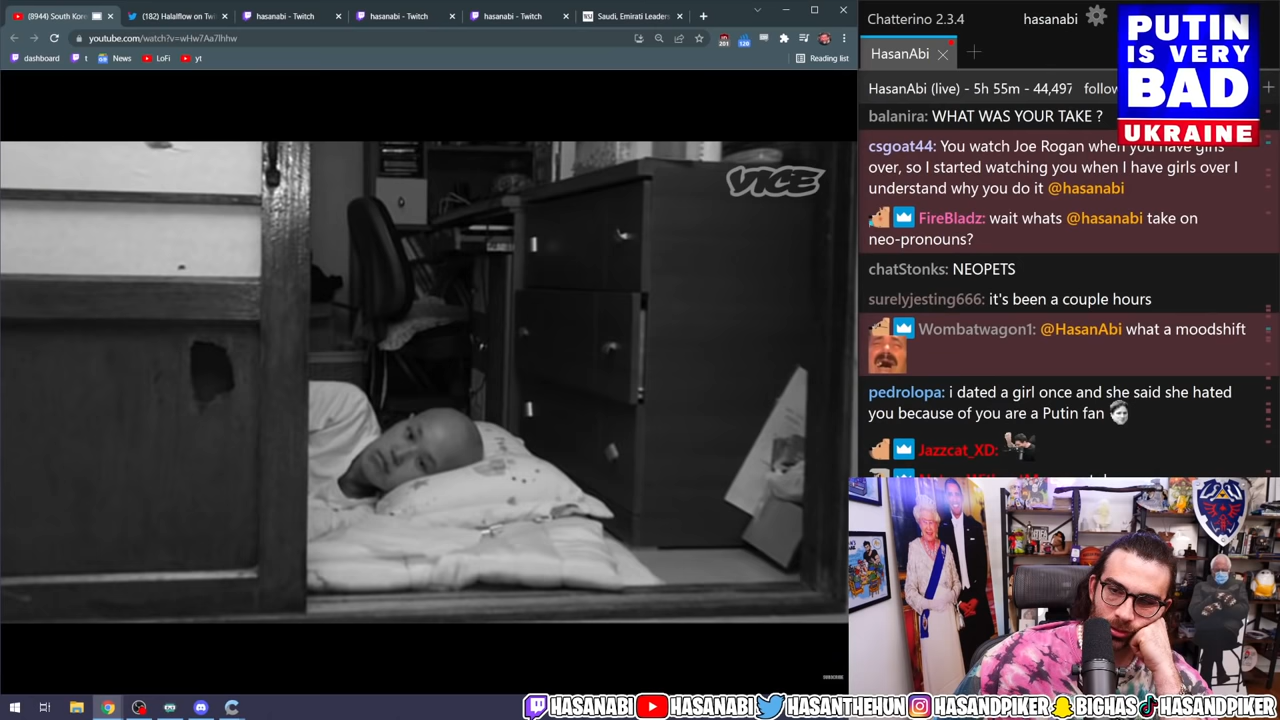 (8944) South Kore
(182) Halalflow on Tw
hasanabi - Twitch
hasanabi - Twitch
hasanabi - Twitch
Saudi, Emirati Leader
youtube.com/watch?v=wHw7Aa7lhhw
201
120
dashboard
t
News
LoFi
yt
Reading list
VICE
Chatterino 2.3.4
hasanabi
HasanAbi
HasanAbi (live) - 5h 55m - 44,497
follow
PUTIN
IS VERY
BAD
UKRAINE
balanira: WHAT WAS YOUR TAKE ?
csgoat44: You watch Joe Rogan when you have girls
over, so I started watching you when I have girls over I
understand why you do it @hasanabi
FireBladz: wait whats @hasanabi take on
neo-pronouns?
chatStonks: NEOPETS
surelyjesting666: it's been a couple hours
Wombatwagon1: @HasanAbi what a moodshift
pedrolopa: i dated a girl once and she said she hated
you because of you are a Putin fan
Jazzcat_XD:
HASANABI
HASANABI
HASANTHEHUN
HASANDPIKER
BIGHAS
HASANDPIKER